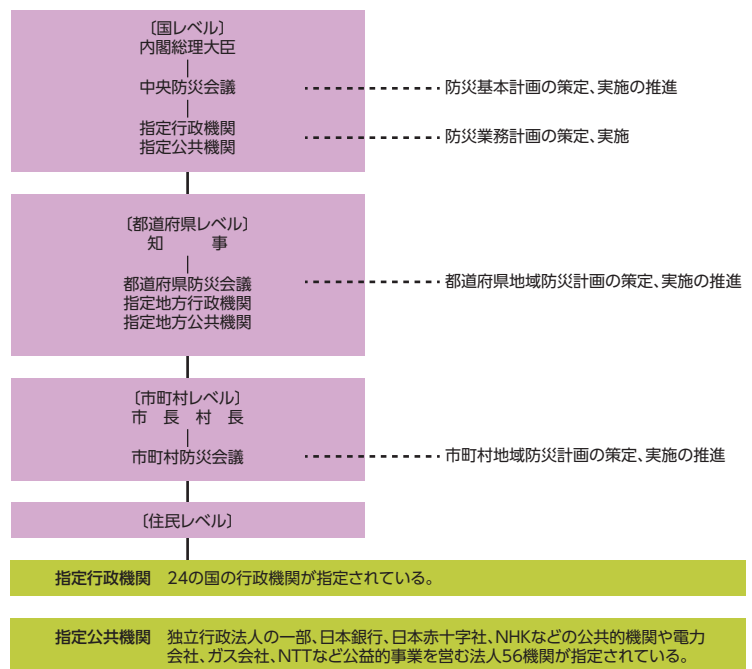 〔国レベル〕
内閣総理大臣
中央防災会議
防災基本計画の策定、実施の推進
指定行政機関
指定公共機関
防災業務計画の策定、実施
〔都道府県レベル〕
知　事
都道府県防災会議
都道府県地域防災計画の策定、実施の推進
指定地方行政機関
指定地方公共機関
〔市町村レベル〕
市　長　村　長
市町村防災会議
市町村地域防災計画の策定、実施の推進
〔住民レベル〕
指定行政機関　24の国の行政機関が指定されている。
指定公共機関　独立行政法人の一部、日本銀行、日本赤十字社、NHKなどの公共的機関や電力
会社、ガス会社、NTTなど公益的事業を営む法人56機関が指定されている。